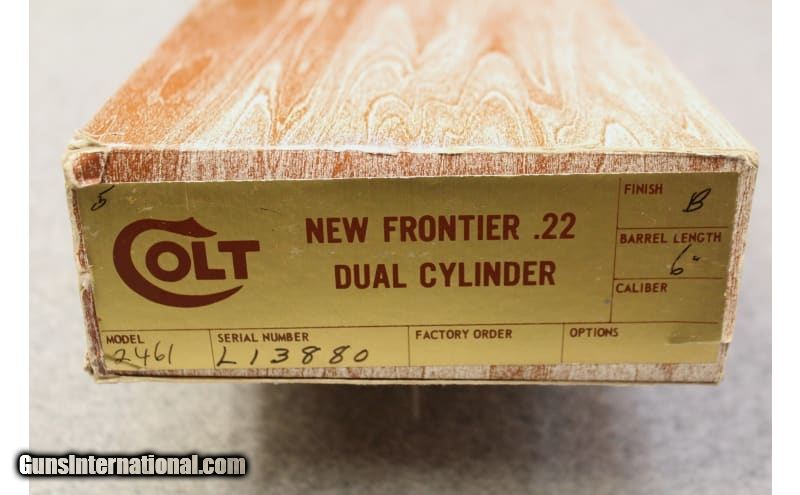 5
COLT
NEW FRONTIER .22
DUAL CYLINDER
FINISH B
BARREL LENGTH
6"
CALIBER
MODEL
2461
SERIAL NUMBER
L13880
FACTORY ORDER
OPTIONS
GunsInternational.com